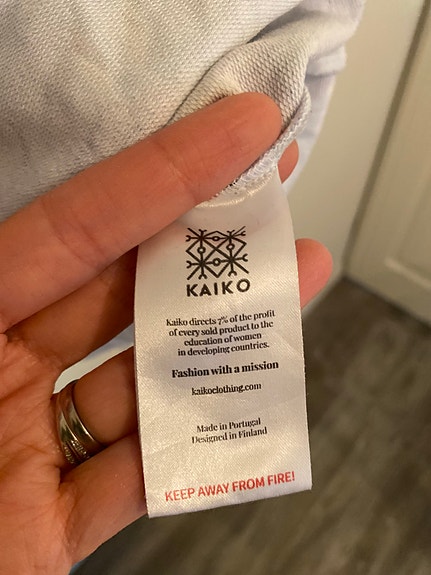 KAIKO
Kaiko directs 7% of the profit
of every sold product to the
education of women
in developing countries.
Fashion with a mission
kaikoclothing.com
Made in Portugal
Designed in Finland
KEEP AWAY FROM FIRE!